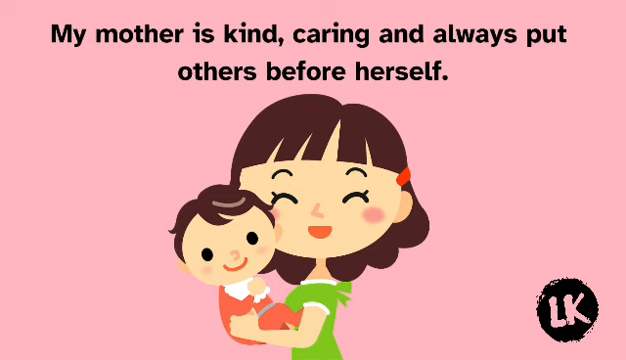 My mother is kind, caring and always put
others before herself.
LK